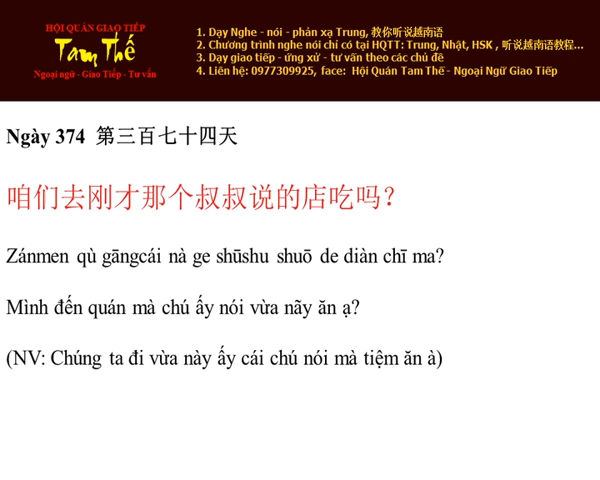 HỘI QUÁN GIAO TIẾP
Tam Thế
Ngoại ngữ - Giao Tiếp - Tư vấn
1. Dạy Nghe - nói - phản xạ Trung, 教你听说越南语
2. Chương trình nghe nói chỉ có tại HQTT: Trung, Nhật, HSK , 听说越南语教程...
3. Dạy giao tiếp - ứng xử - tư vấn theo các chủ đề
4. Liên hệ: 0977309925, face: Hội Quán Tam Thế - Ngoại Ngữ Giao Tiếp
Ngày 374 第三百七十四天
咱们去刚才那个叔叔说的店吃吗?
Zánmen qù gāngcái nà ge shūshu shuō de diàn chī ma?
Mình đến quán mà chú ấy nói vừa nãy ăn ạ?
(NV: Chúng ta đi vừa này ấy cái chú nói mà tiệm ăn à)